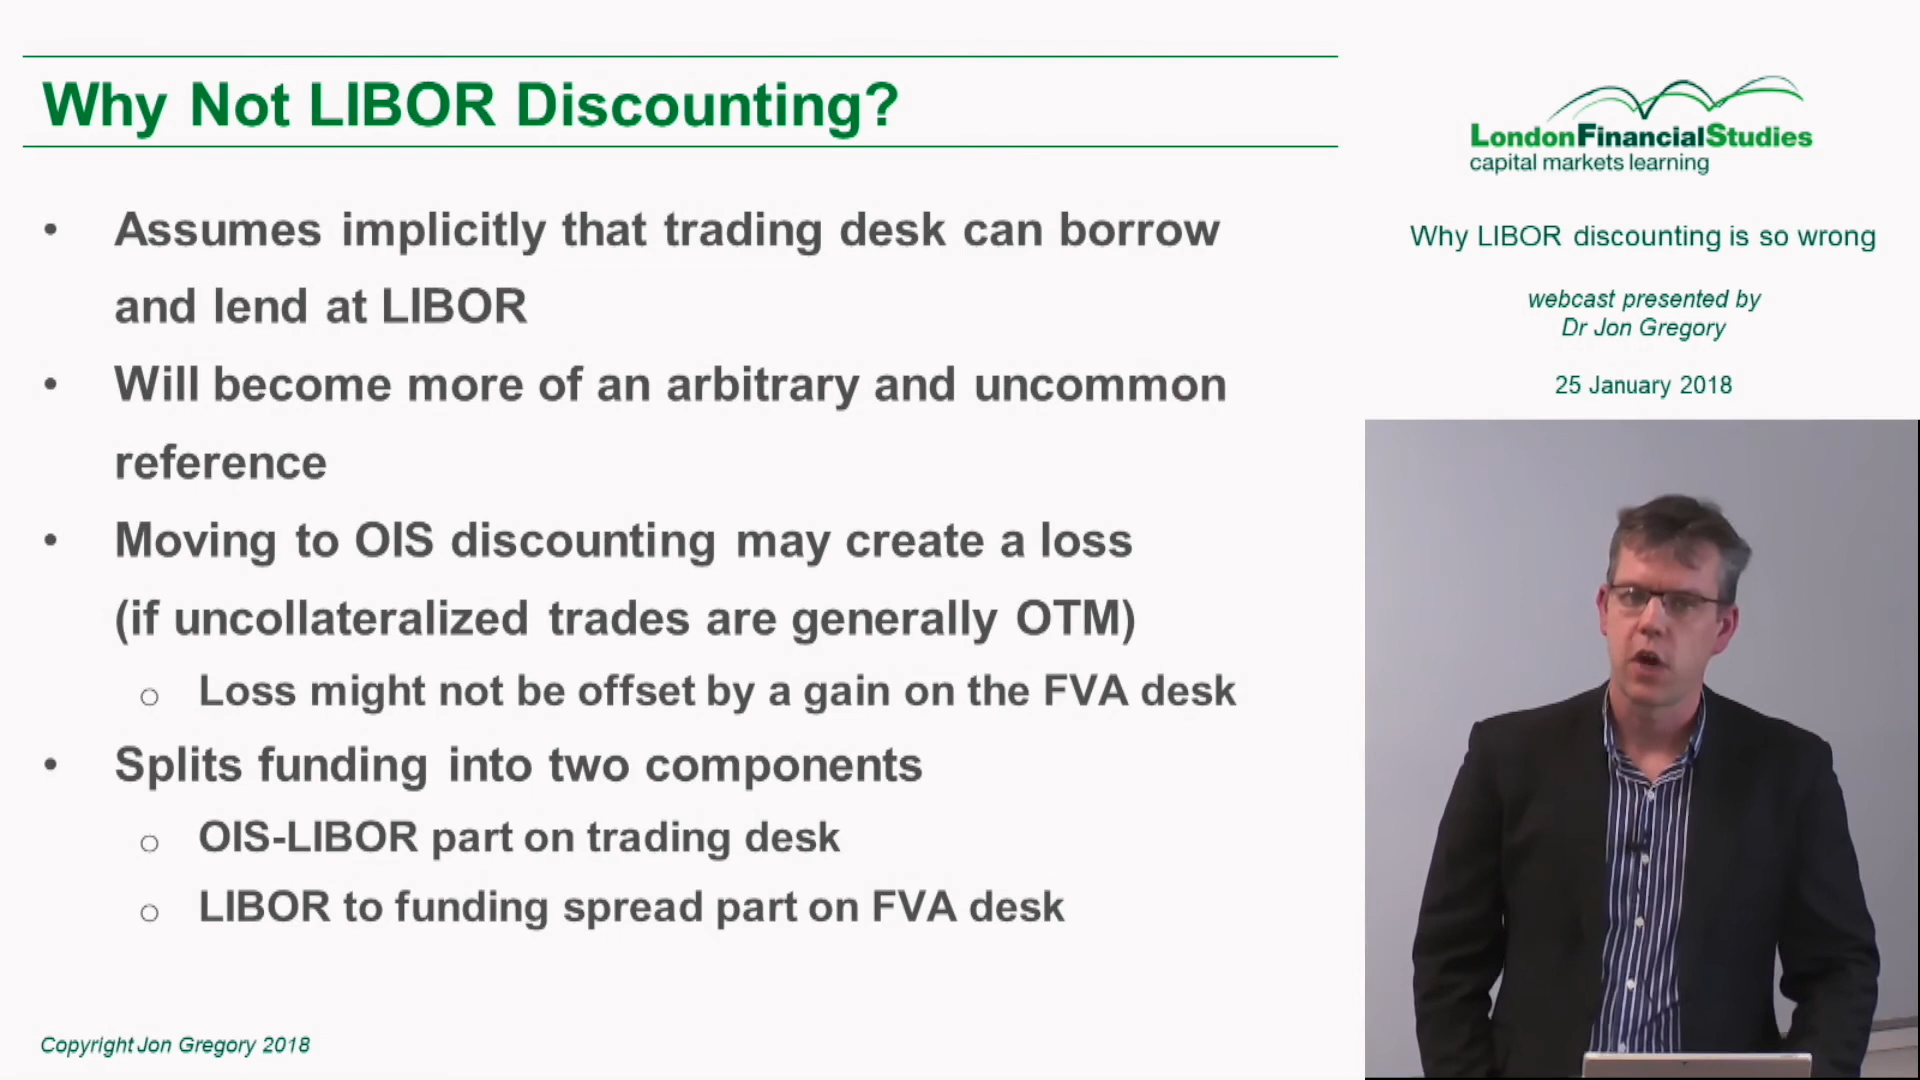 Why Not LIBOR Discounting?
• Assumes implicitly that trading desk can borrow
and lend at LIBOR
• Will become more of an arbitrary and uncommon
reference
• Moving to OIS discounting may create a loss
(if uncollateralized trades are generally OTM)
o Loss might not be offset by a gain on the FVA desk
• Splits funding into two components
o OIS-LIBOR part on trading desk
o LIBOR to funding spread part on FVA desk
Copyright Jon Gregory 2018
LondonFinancialStudies
capital markets learning
Why LIBOR discounting is so wrong
webcast presented by
Dr Jon Gregory
25 January 2018